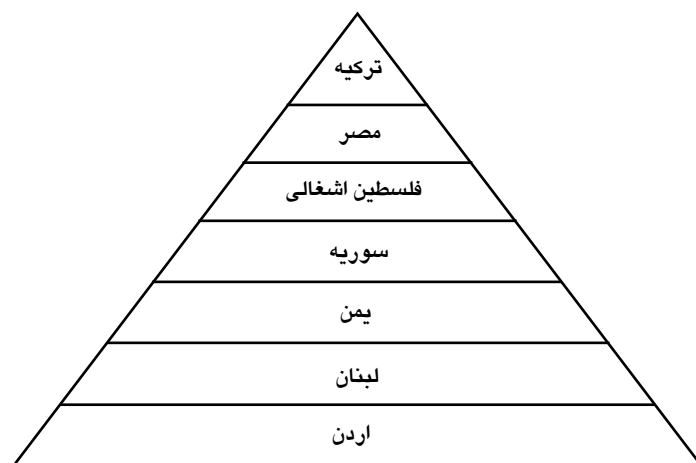 ترکیه
مصر
فلسطین اشغالی
سوریه
یمن
لبنان
اردن